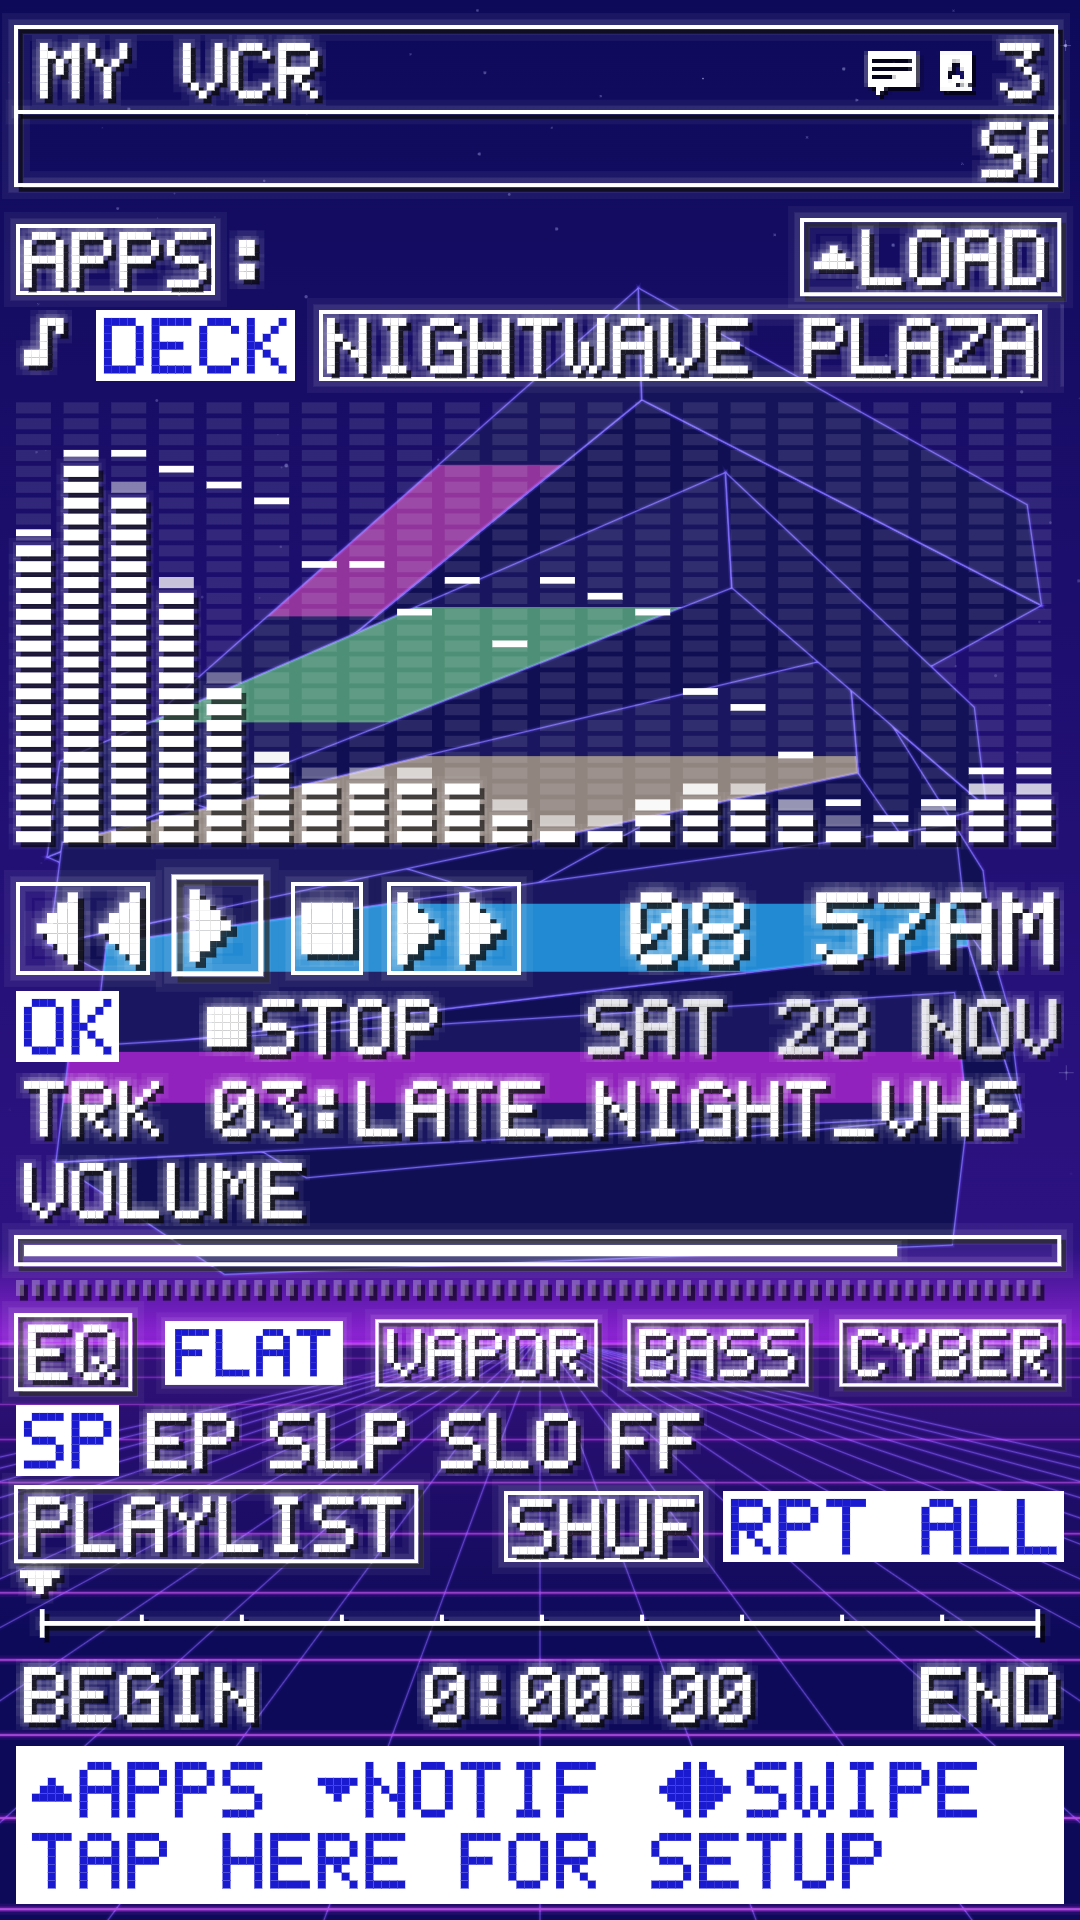 MY VCR 3
SP
APPS: ▲LOAD
♪ DECK NIGHTWAVE PLAZA
08 57AM
OK ■STOP SAT 28 NOV
TRK 03:LATE_NIGHT_VHS
VOLUME
EQ FLAT VAPOR BASS CYBER
SP EP SLP SLO FF
PLAYLIST SHUF RPT ALL
BEGIN 0:00:00 END
▲APPS ▼NOTIF ◀▶SWIPE
TAP HERE FOR SETUP